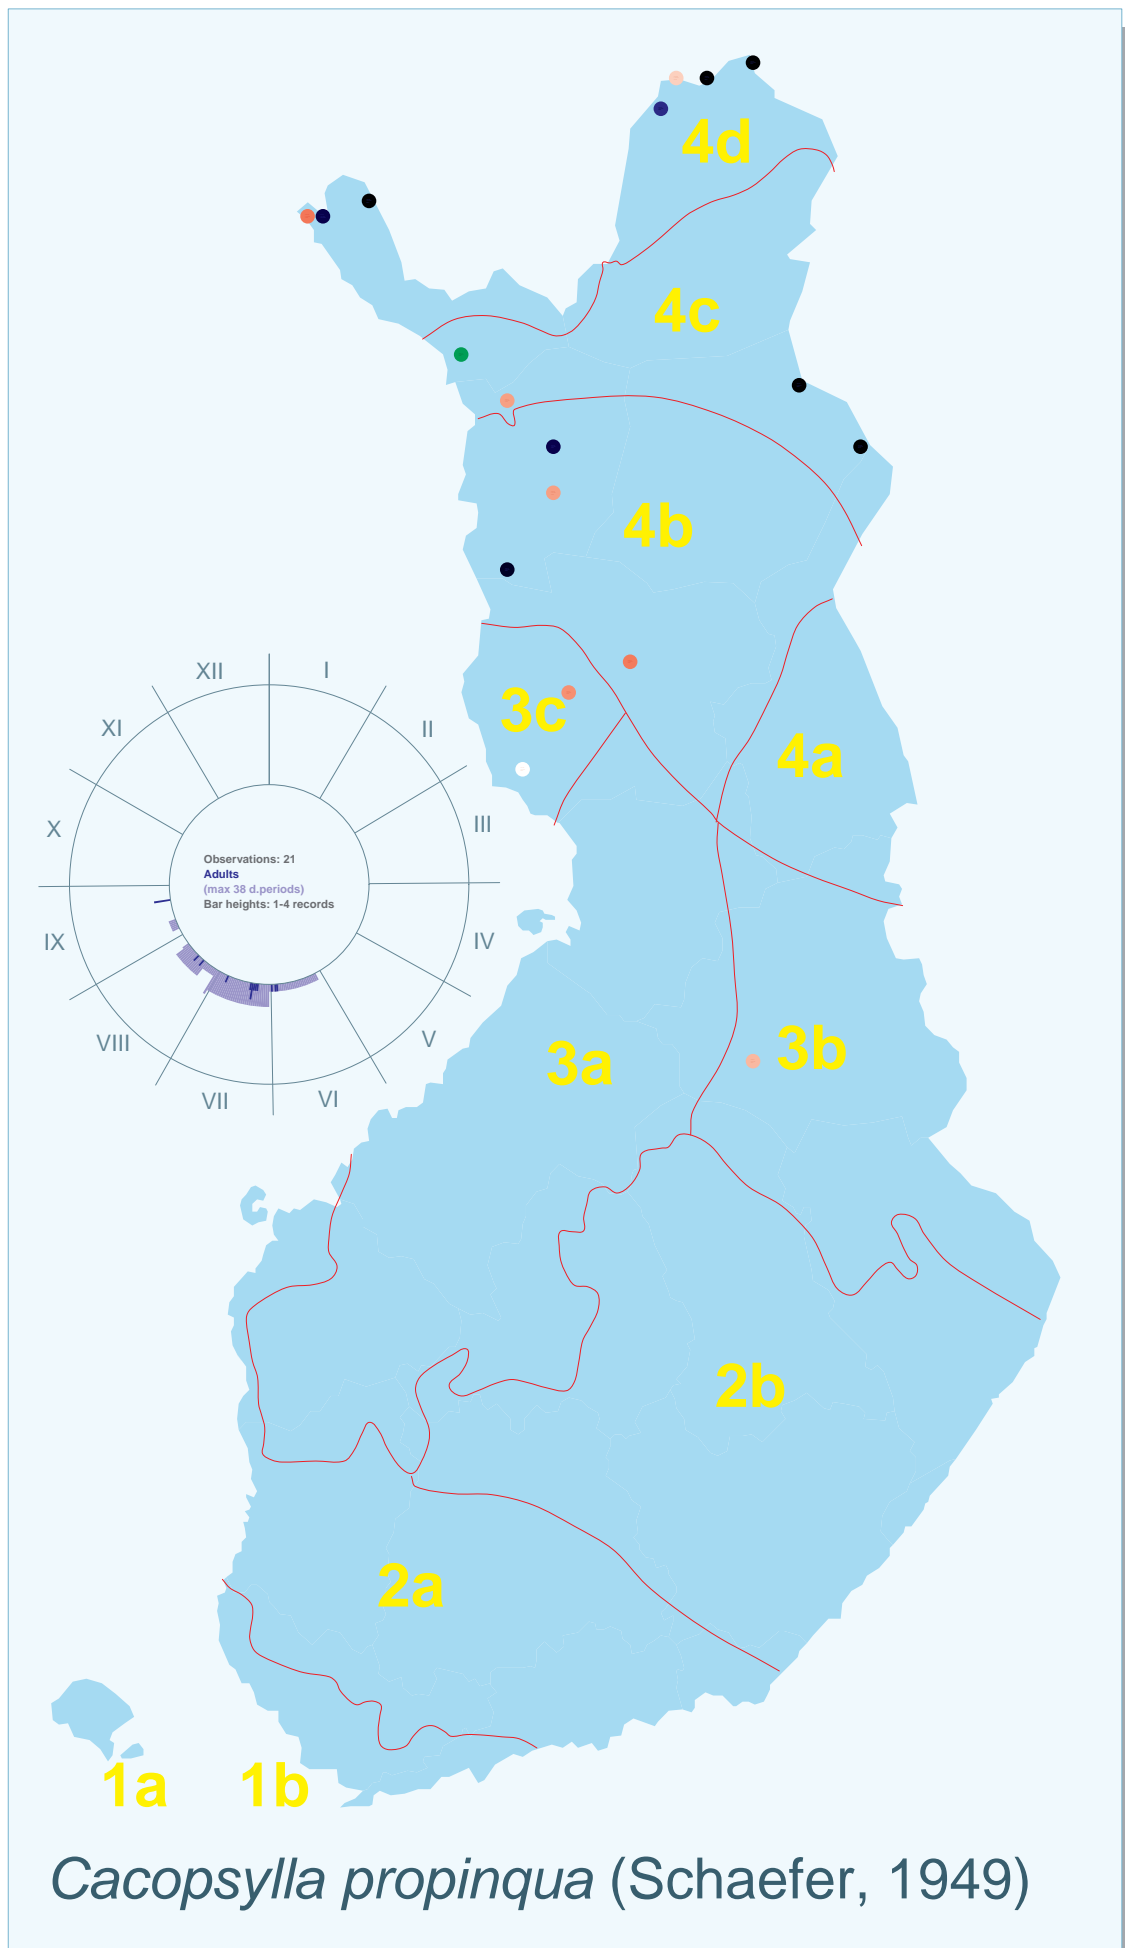 4d
4c
4b
XII
I
3c
XI
II
4a
X
III
Observations: 21
Adults
(max 38 d.periods)
Bar heights: 1-4 records
IX
IV
VIII
V
3b
3a
VII
VI
2b
2a
1a
1b
Cacopsylla propinqua (Schaefer, 1949)